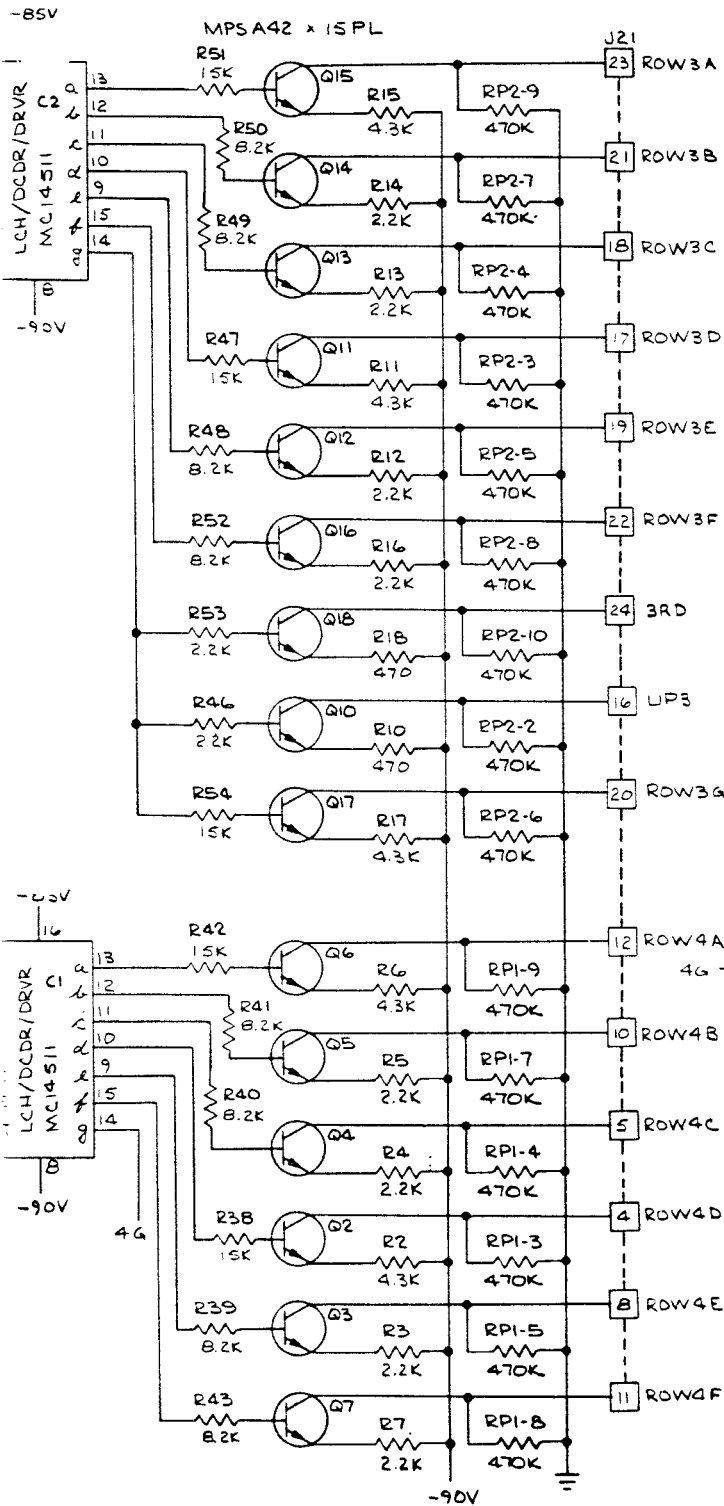 -85V
MPSA42 x 15PL
J21
LCH/DCDR/DRVR
MC14511
C2
a 13
b 12
c 11
d 10
e 9
f 15
g 14
8
-90V
R51
15K
Q15
R15
4.3K
RP2-9
470K
23 ROW3A
R50
8.2K
Q14
R14
2.2K
RP2-7
470K
21 ROW3B
R49
8.2K
Q13
R13
2.2K
RP2-4
470K
18 ROW3C
R47
15K
Q11
R11
4.3K
RP2-3
470K
17 ROW3D
R48
8.2K
Q12
R12
2.2K
RP2-5
470K
19 ROW3E
R52
8.2K
Q16
R16
2.2K
RP2-8
470K
22 ROW3F
R53
2.2K
Q18
R18
470
RP2-10
470K
24 3RD
R46
2.2K
Q10
R10
470
RP2-2
470K
16 UP3
R54
15K
Q17
R17
4.3K
RP2-6
470K
20 ROW3G
16
LCH/DCDR/DRVR
MC14511
C1
a 13
b 12
c 11
d 10
e 9
f 15
g 14
8
-90V
4G
R42
15K
Q6
R6
4.3K
RP1-9
470K
12 ROW4A
4G -
R41
8.2K
Q5
R5
2.2K
RP1-7
470K
10 ROW4B
R40
8.2K
Q4
R4
2.2K
RP1-4
470K
5 ROW4C
R38
15K
Q2
R2
4.3K
RP1-3
470K
4 ROW4D
R39
8.2K
Q3
R3
2.2K
RP1-5
470K
8 ROW4E
R43
8.2K
Q7
R7
2.2K
RP1-8
470K
11 ROW4F
-90V